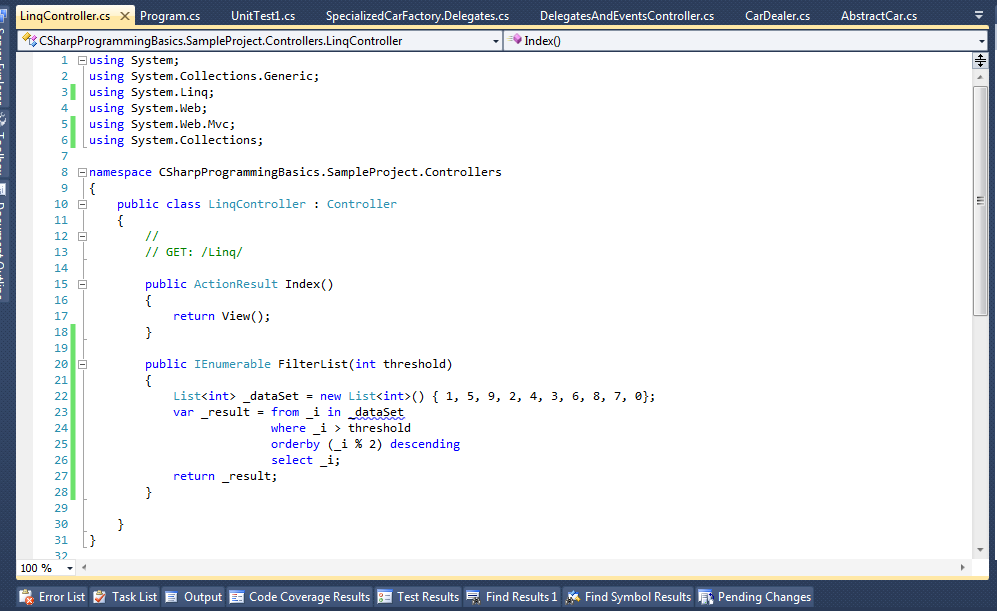 LinqController.cs Program.cs UnitTest1.cs SpecializedCarFactory.Delegates.cs DelegatesAndEventsController.cs CarDealer.cs AbstractCar.cs
CSharpProgrammingBasics.SampleProject.Controllers.LinqController Index()
1 using System;
2 using System.Collections.Generic;
3 using System.Linq;
4 using System.Web;
5 using System.Web.Mvc;
6 using System.Collections;
7
8 namespace CSharpProgrammingBasics.SampleProject.Controllers
9 {
10 public class LinqController : Controller
11 {
12 //
13 // GET: /Linq/
14
15 public ActionResult Index()
16 {
17 return View();
18 }
19
20 public IEnumerable FilterList(int threshold)
21 {
22 List<int> _dataSet = new List<int>() { 1, 5, 9, 2, 4, 3, 6, 8, 7, 0};
23 var _result = from _i in _dataSet
24 where _i > threshold
25 orderby (_i % 2) descending
26 select _i;
27 return _result;
28 }
29
30 }
31 }
32
100 %
Error List Task List Output Code Coverage Results Test Results Find Results 1 Find Symbol Results Pending Changes